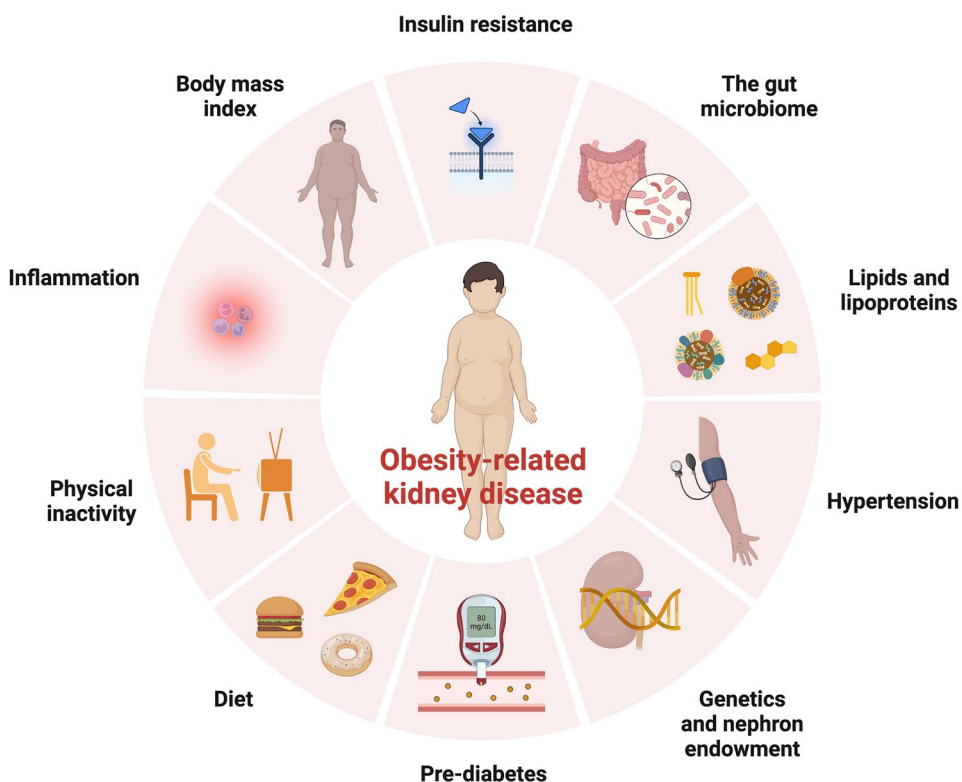 Insulin resistance
Body mass
index
The gut
microbiome
Inflammation
Lipids and
lipoproteins
Obesity-related
kidney disease
Physical
inactivity
Hypertension
80
mg/dL
Diet
Genetics
and nephron
endowment
Pre-diabetes